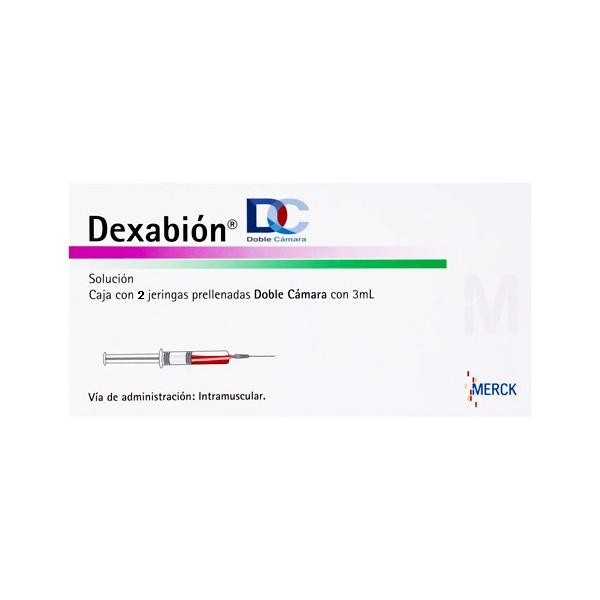 Dexabión® DC
Doble Cámara
Solución
Caja con 2 jeringas prellenadas Doble Cámara con 3mL
M
MERCK
Vía de administración: Intramuscular.